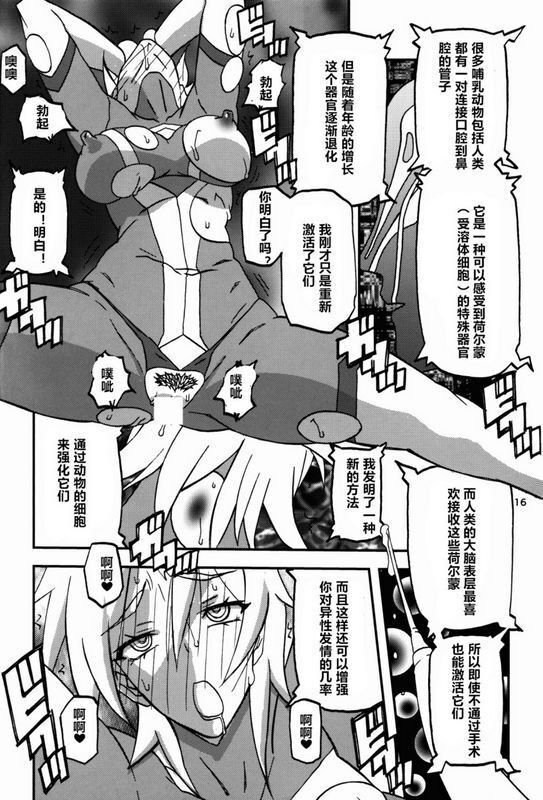 很多哺乳动物包括人类
都有一对连接口腔到鼻
腔的管子
它是一种可以感受到荷尔蒙
（受溶体细胞）的特殊器官
但是随着年龄的增长
这个器官逐渐退化
我刚才只是重新
激活了它们
你明白了吗？
勃起
勃起
噢噢
是的！明白！
噗呲
噗呲
16
而人类的大脑表层最喜
欢接收这些荷尔蒙
所以即使不通过手术
也能激活它们
我发明了一种
新的方法
通过动物的细胞
来强化它们
而且这样还可以增强
你对异性发情的几率
啊啊♥
啊啊♥